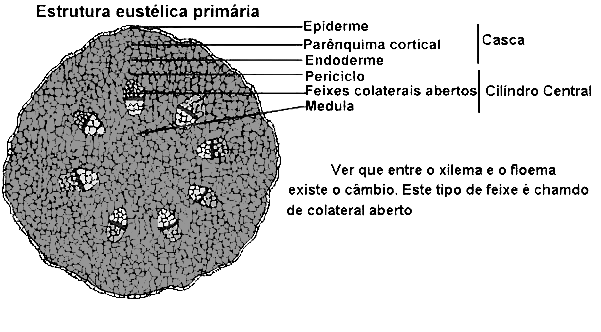 Estrutura eustélica primária
Epiderme
Parênquima cortical
Endoderme
Casca
Periciclo
Feixes colaterais abertos
Medula
Cilíndro Central
Ver que entre o xilema e o floema
existe o câmbio. Este tipo de feixe é chamdo
de colateral aberto